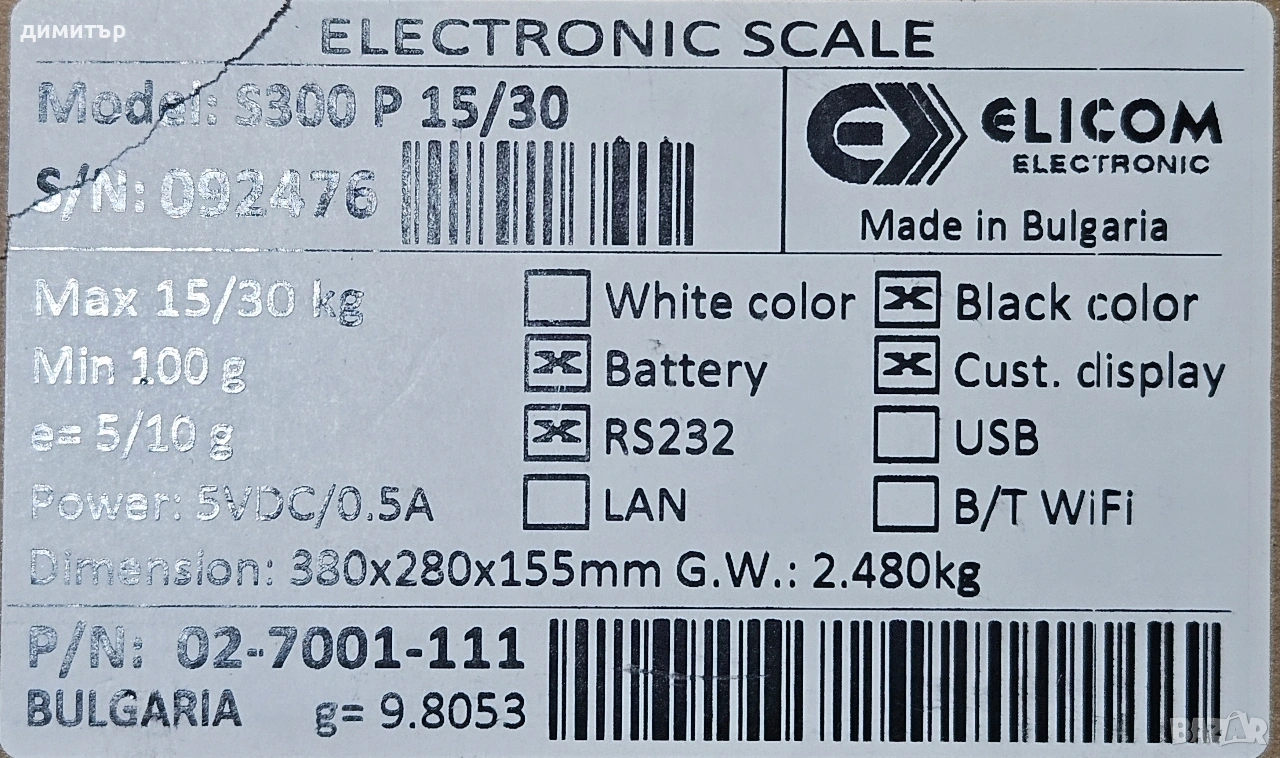 димитър
ELECTRONIC SCALE
Model: S300 P 15/30
S/N: 092476
ELICOM
ELECTRONIC
Made in Bulgaria
Max 15/30 kg
White color
Black color
Min 100 g
Battery
Cust. display
e= 5/10 g
RS232
USB
Power: 5VDC/0.5A
LAN
B/T WiFi
Dimension: 380x280x155mm G.W.: 2.480kg
P/N: 02-7001-111
BULGARIA g= 9.8053
BAZAR